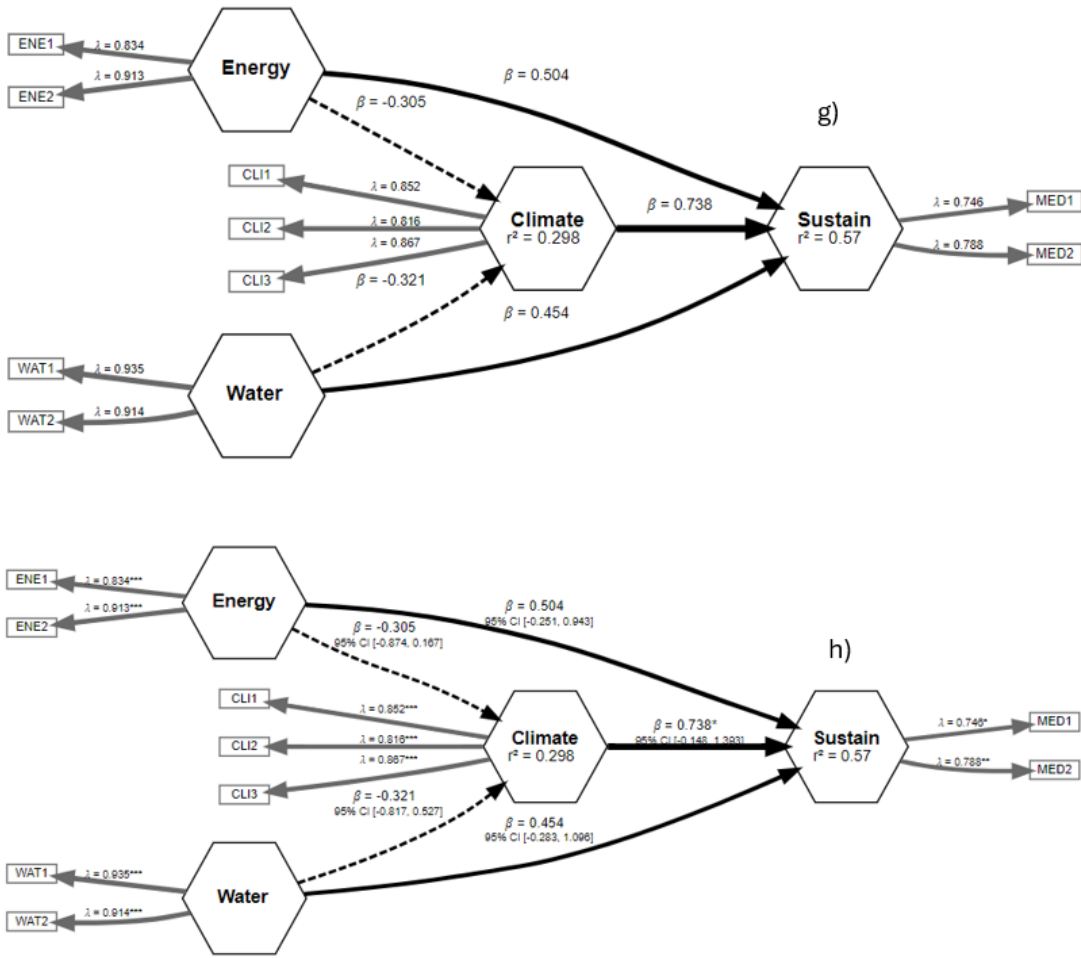 ENE1
λ = 0.834
Energy
ENE2
λ = 0.913
β = 0.504
β = -0.305
g)
CLI1
λ = 0.852
CLI2
λ = 0.816
λ = 0.867
CLI3
β = -0.321
Climate
r² = 0.298
β = 0.738
Sustain
r² = 0.57
λ = 0.746
MED1
λ = 0.788
MED2
β = 0.454
WAT1
λ = 0.935
WAT2
λ = 0.914
Water
ENE1
λ = 0.834***
Energy
ENE2
λ = 0.913***
β = 0.504
95% CI [-0.251, 0.943]
β = -0.305
95% CI [-0.874, 0.167]
h)
CLI1
λ = 0.852***
CLI2
λ = 0.816***
λ = 0.867***
CLI3
β = -0.321
95% CI [-0.817, 0.527]
Climate
r² = 0.298
β = 0.738*
95% CI [-0.148, 1.393]
Sustain
r² = 0.57
λ = 0.746*
MED1
λ = 0.788**
MED2
β = 0.454
95% CI [-0.283, 1.096]
WAT1
λ = 0.935***
WAT2
λ = 0.914***
Water